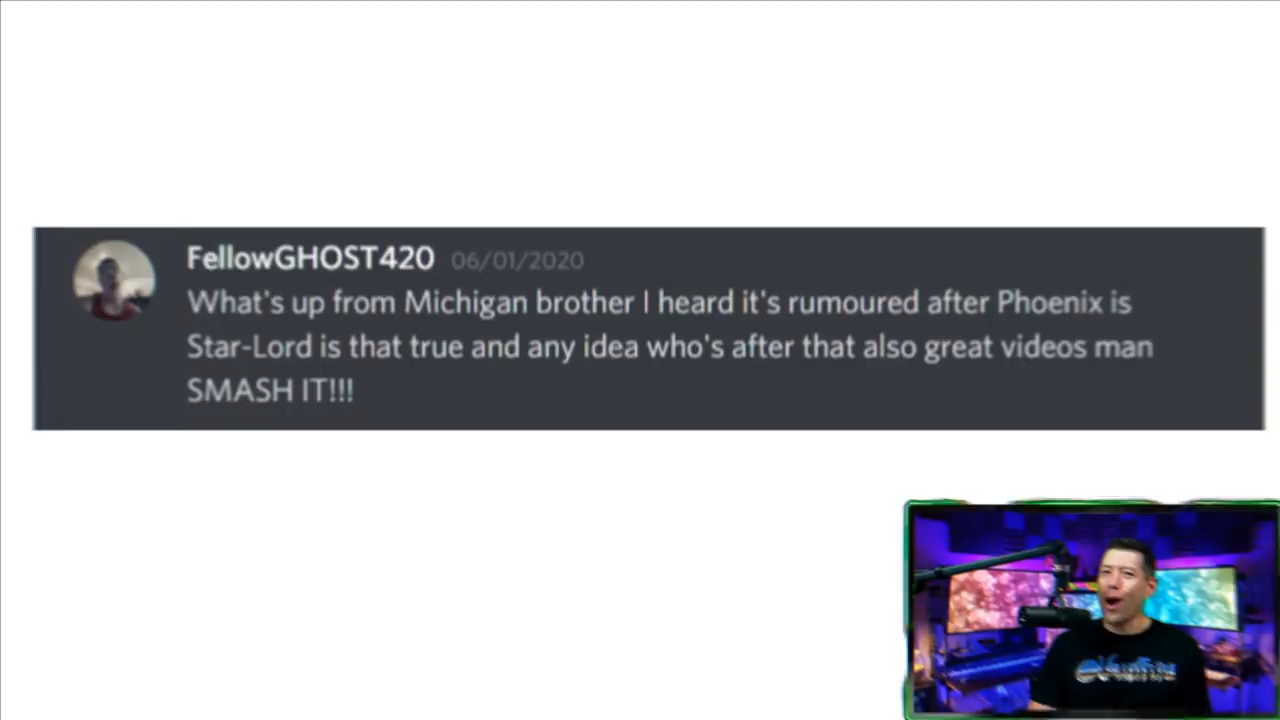 FellowGHOST420 06/01/2020
What's up from Michigan brother I heard it's rumoured after Phoenix is
Star-Lord is that true and any idea who's after that also great videos man
SMASH IT!!!